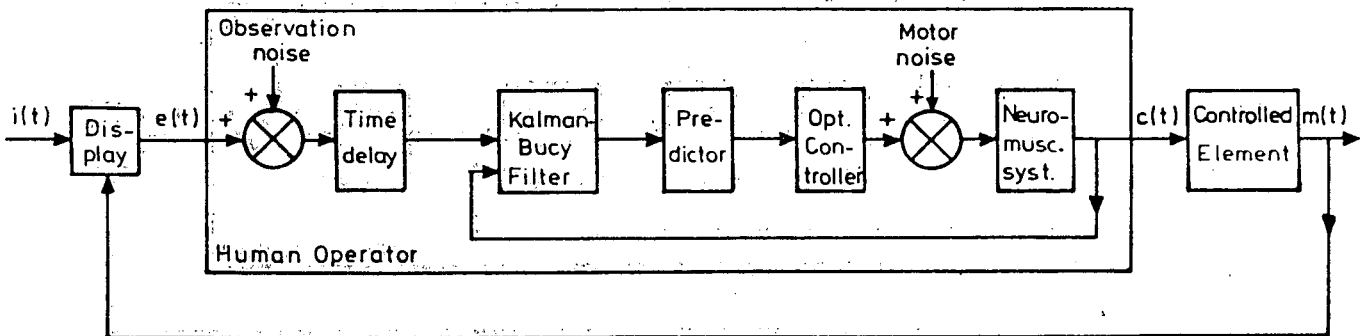 Observation
noise
Motor
noise
i(t)
Dis-
play
e(t)
+
+
Time
delay
Kalman-
Bucy
Filter
Pre-
dictor
Opt.
Con-
troller
+
+
Neuro-
musc.
syst.
c(t)
Controlled
Element
m(t)
Human Operator